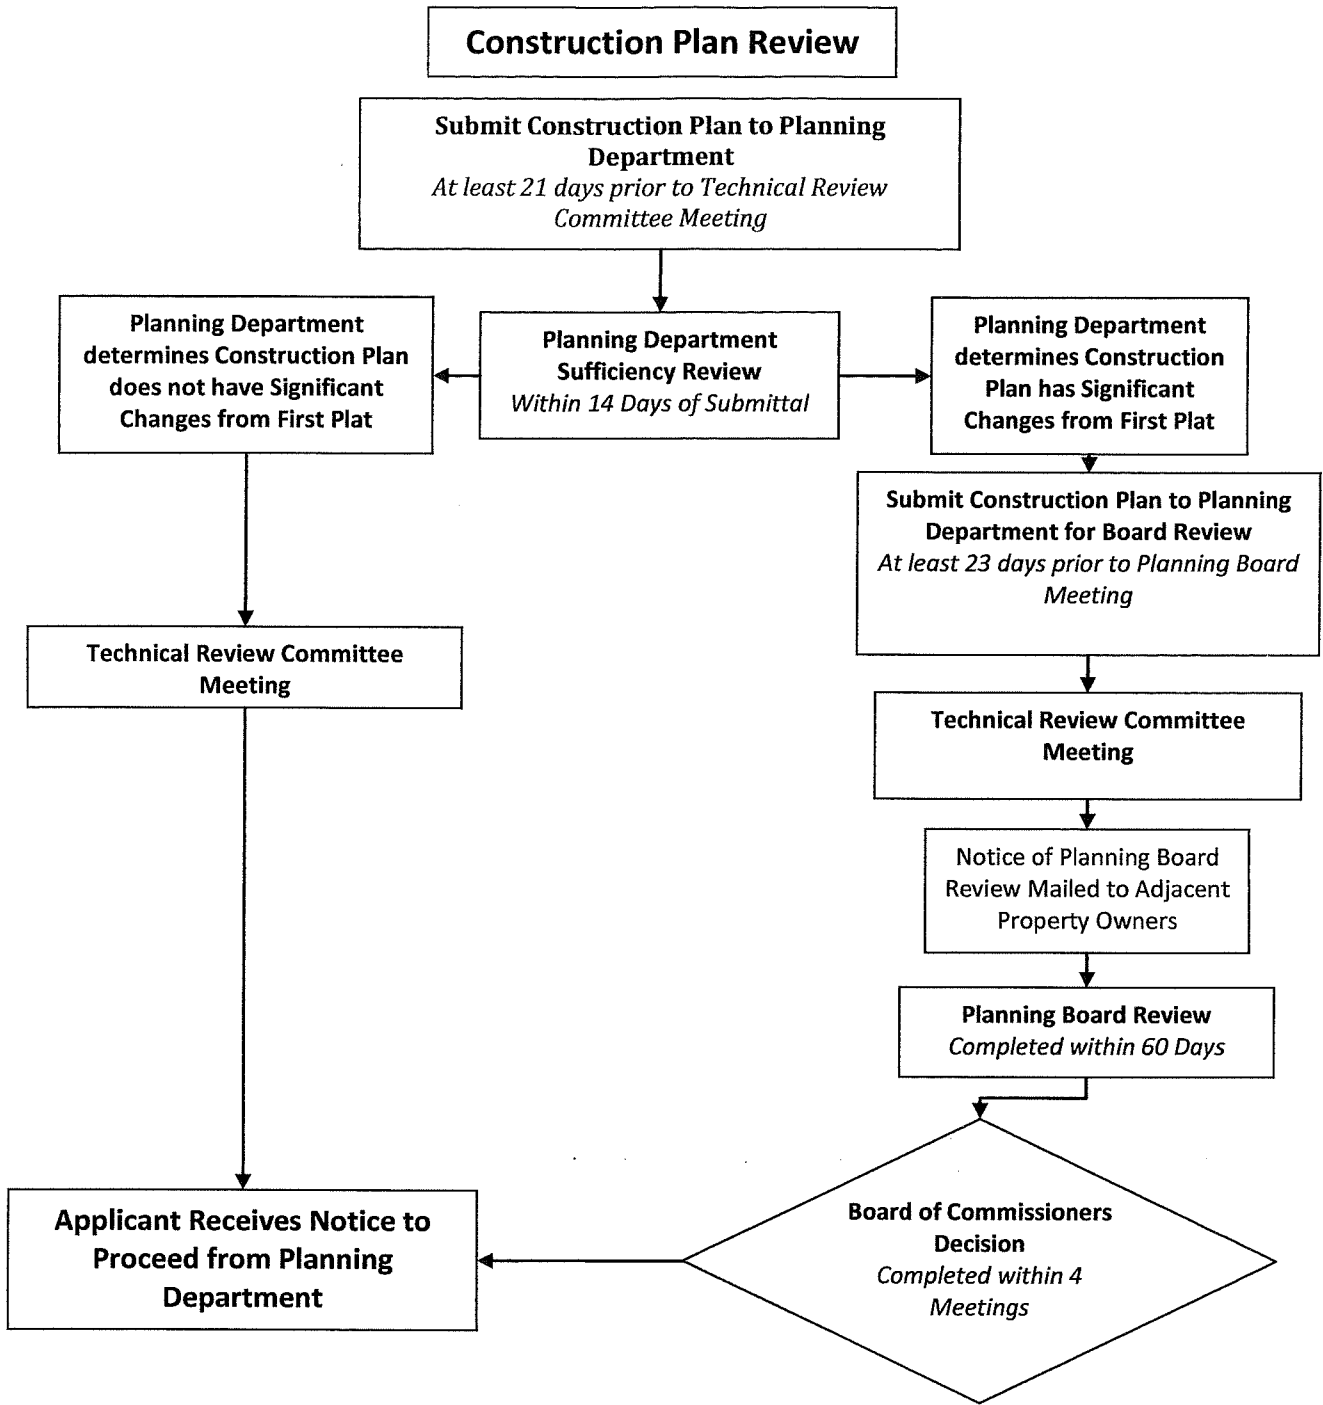 Construction Plan Review
Submit Construction Plan to Planning
Department
At least 21 days prior to Technical Review
Committee Meeting
Planning Department
determines Construction Plan
does not have Significant
Changes from First Plat
Planning Department
Sufficiency Review
Within 14 Days of Submittal
Planning Department
determines Construction
Plan has Significant
Changes from First Plat
Submit Construction Plan to Planning
Department for Board Review
At least 23 days prior to Planning Board
Meeting
Technical Review Committee
Meeting
Technical Review Committee
Meeting
Notice of Planning Board
Review Mailed to Adjacent
Property Owners
Planning Board Review
Completed within 60 Days
Board of Commissioners
Decision
Completed within 4
Meetings
Applicant Receives Notice to
Proceed from Planning
Department